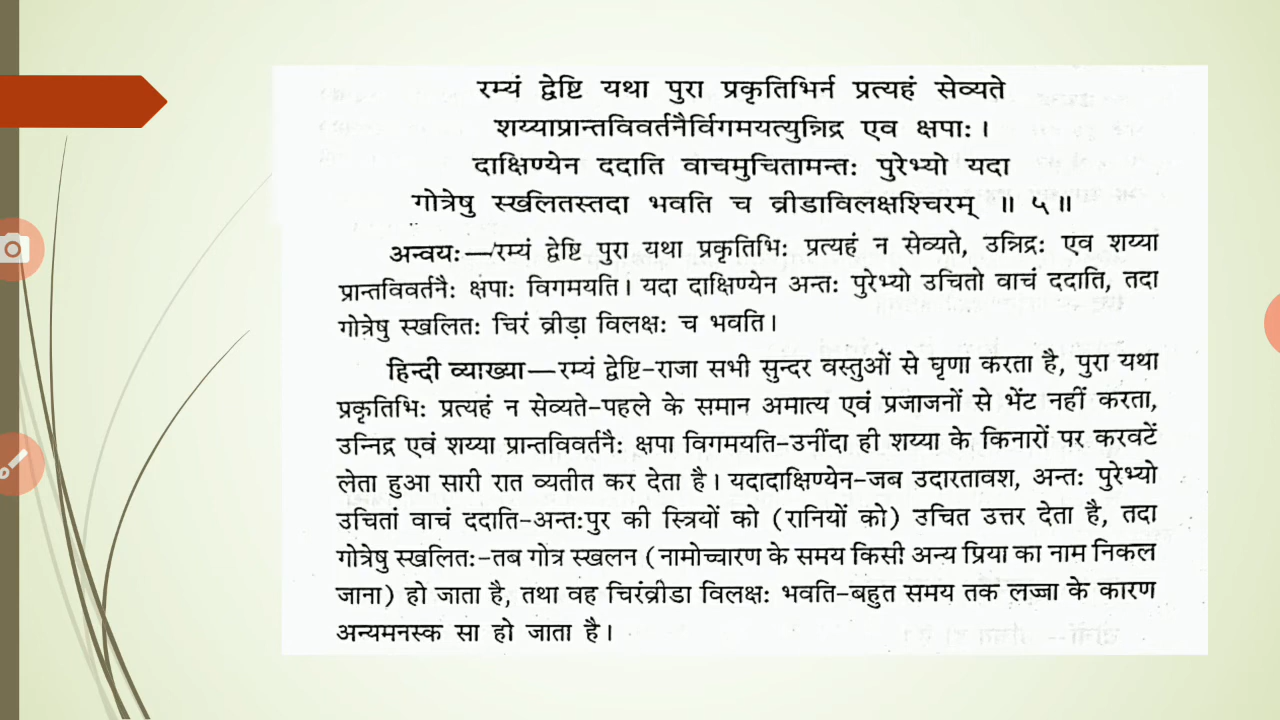 रम्यं द्वेष्टि यथा पुरा प्रकृतिभिर्न प्रत्यहं सेव्यते
शय्याप्रान्तविवर्तनैर्विगमयत्युन्निद्र एव क्षपाः।
दाक्षिण्येन ददाति वाचमुचितामन्तः पुरेभ्यो यदा
गोत्रेषु स्खलितस्तदा भवति च व्रीडाविलक्षश्चिरम् ॥ ५॥
अन्वयः—रम्यं द्वेष्टि पुरा यथा प्रकृतिभिः प्रत्यहं न सेव्यते, उन्निद्रः एव शय्या
प्रान्तविवर्तनैः क्षंपाः विगमयति। यदा दाक्षिण्येन अन्तः पुरेभ्यो उचितो वाचं ददाति, तदा
गोत्रेषु स्खलितः चिरं व्रीड़ा विलक्षः च भवति।
हिन्दी व्याख्या—रम्यं द्वेष्टि-राजा सभी सुन्दर वस्तुओं से घृणा करता है, पुरा यथा
प्रकृतिभिः प्रत्यहं न सेव्यते-पहले के समान अमात्य एवं प्रजाजनों से भेंट नहीं करता,
उन्निद्र एवं शय्या प्रान्तविवर्तनैः क्षपा विगमयति-उनींदा ही शय्या के किनारों पर करवटें
लेता हुआ सारी रात व्यतीत कर देता है। यदादाक्षिण्येन-जब उदारतावश, अन्तः पुरेभ्यो
उचितां वाचं ददाति-अन्तःपुर की स्त्रियों को (रानियों को) उचित उत्तर देता है, तदा
गोत्रेषु स्खलितः-तब गोत्र स्खलन (नामोच्चारण के समय किसी अन्य प्रिया का नाम निकल
जाना) हो जाता है, तथा वह चिरंव्रीडा विलक्षः भवति-बहुत समय तक लज्जा के कारण
अन्यमनस्क सा हो जाता है।